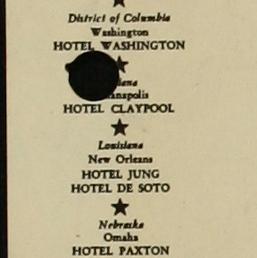 District of Columbia
Washington
HOTEL WASHINGTON
HOTEL CLAYPOOL
Louisiana
New Orleans
HOTEL JUNG
HOTEL DE SOTO
Nebraska
Omaha
HOTEL PAXTON